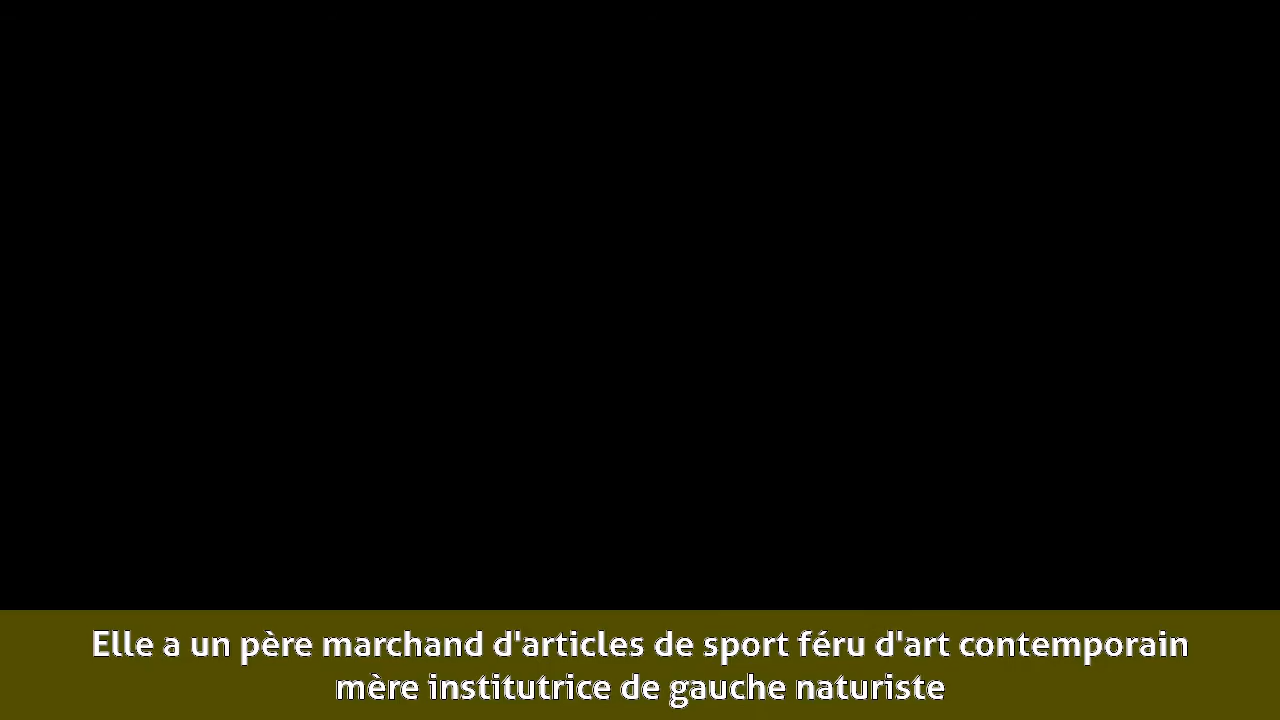 Elle a un père marchand d'articles de sport féru d'art contemporain
mère institutrice de gauche naturiste